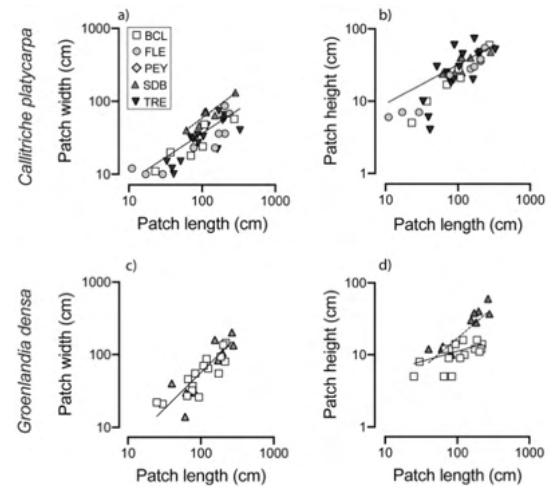 a)
b)
BCL
FLE
PEY
SDB
TRE
Callitriche platycarpa
Patch width (cm)
1000
100
10
10
100
1000
Patch length (cm)
Patch height (cm)
100
10
1
10
100
1000
Patch length (cm)
c)
d)
Groenlandia densa
Patch width (cm)
1000
100
10
10
100
1000
Patch length (cm)
Patch height (cm)
100
10
1
10
100
1000
Patch length (cm)